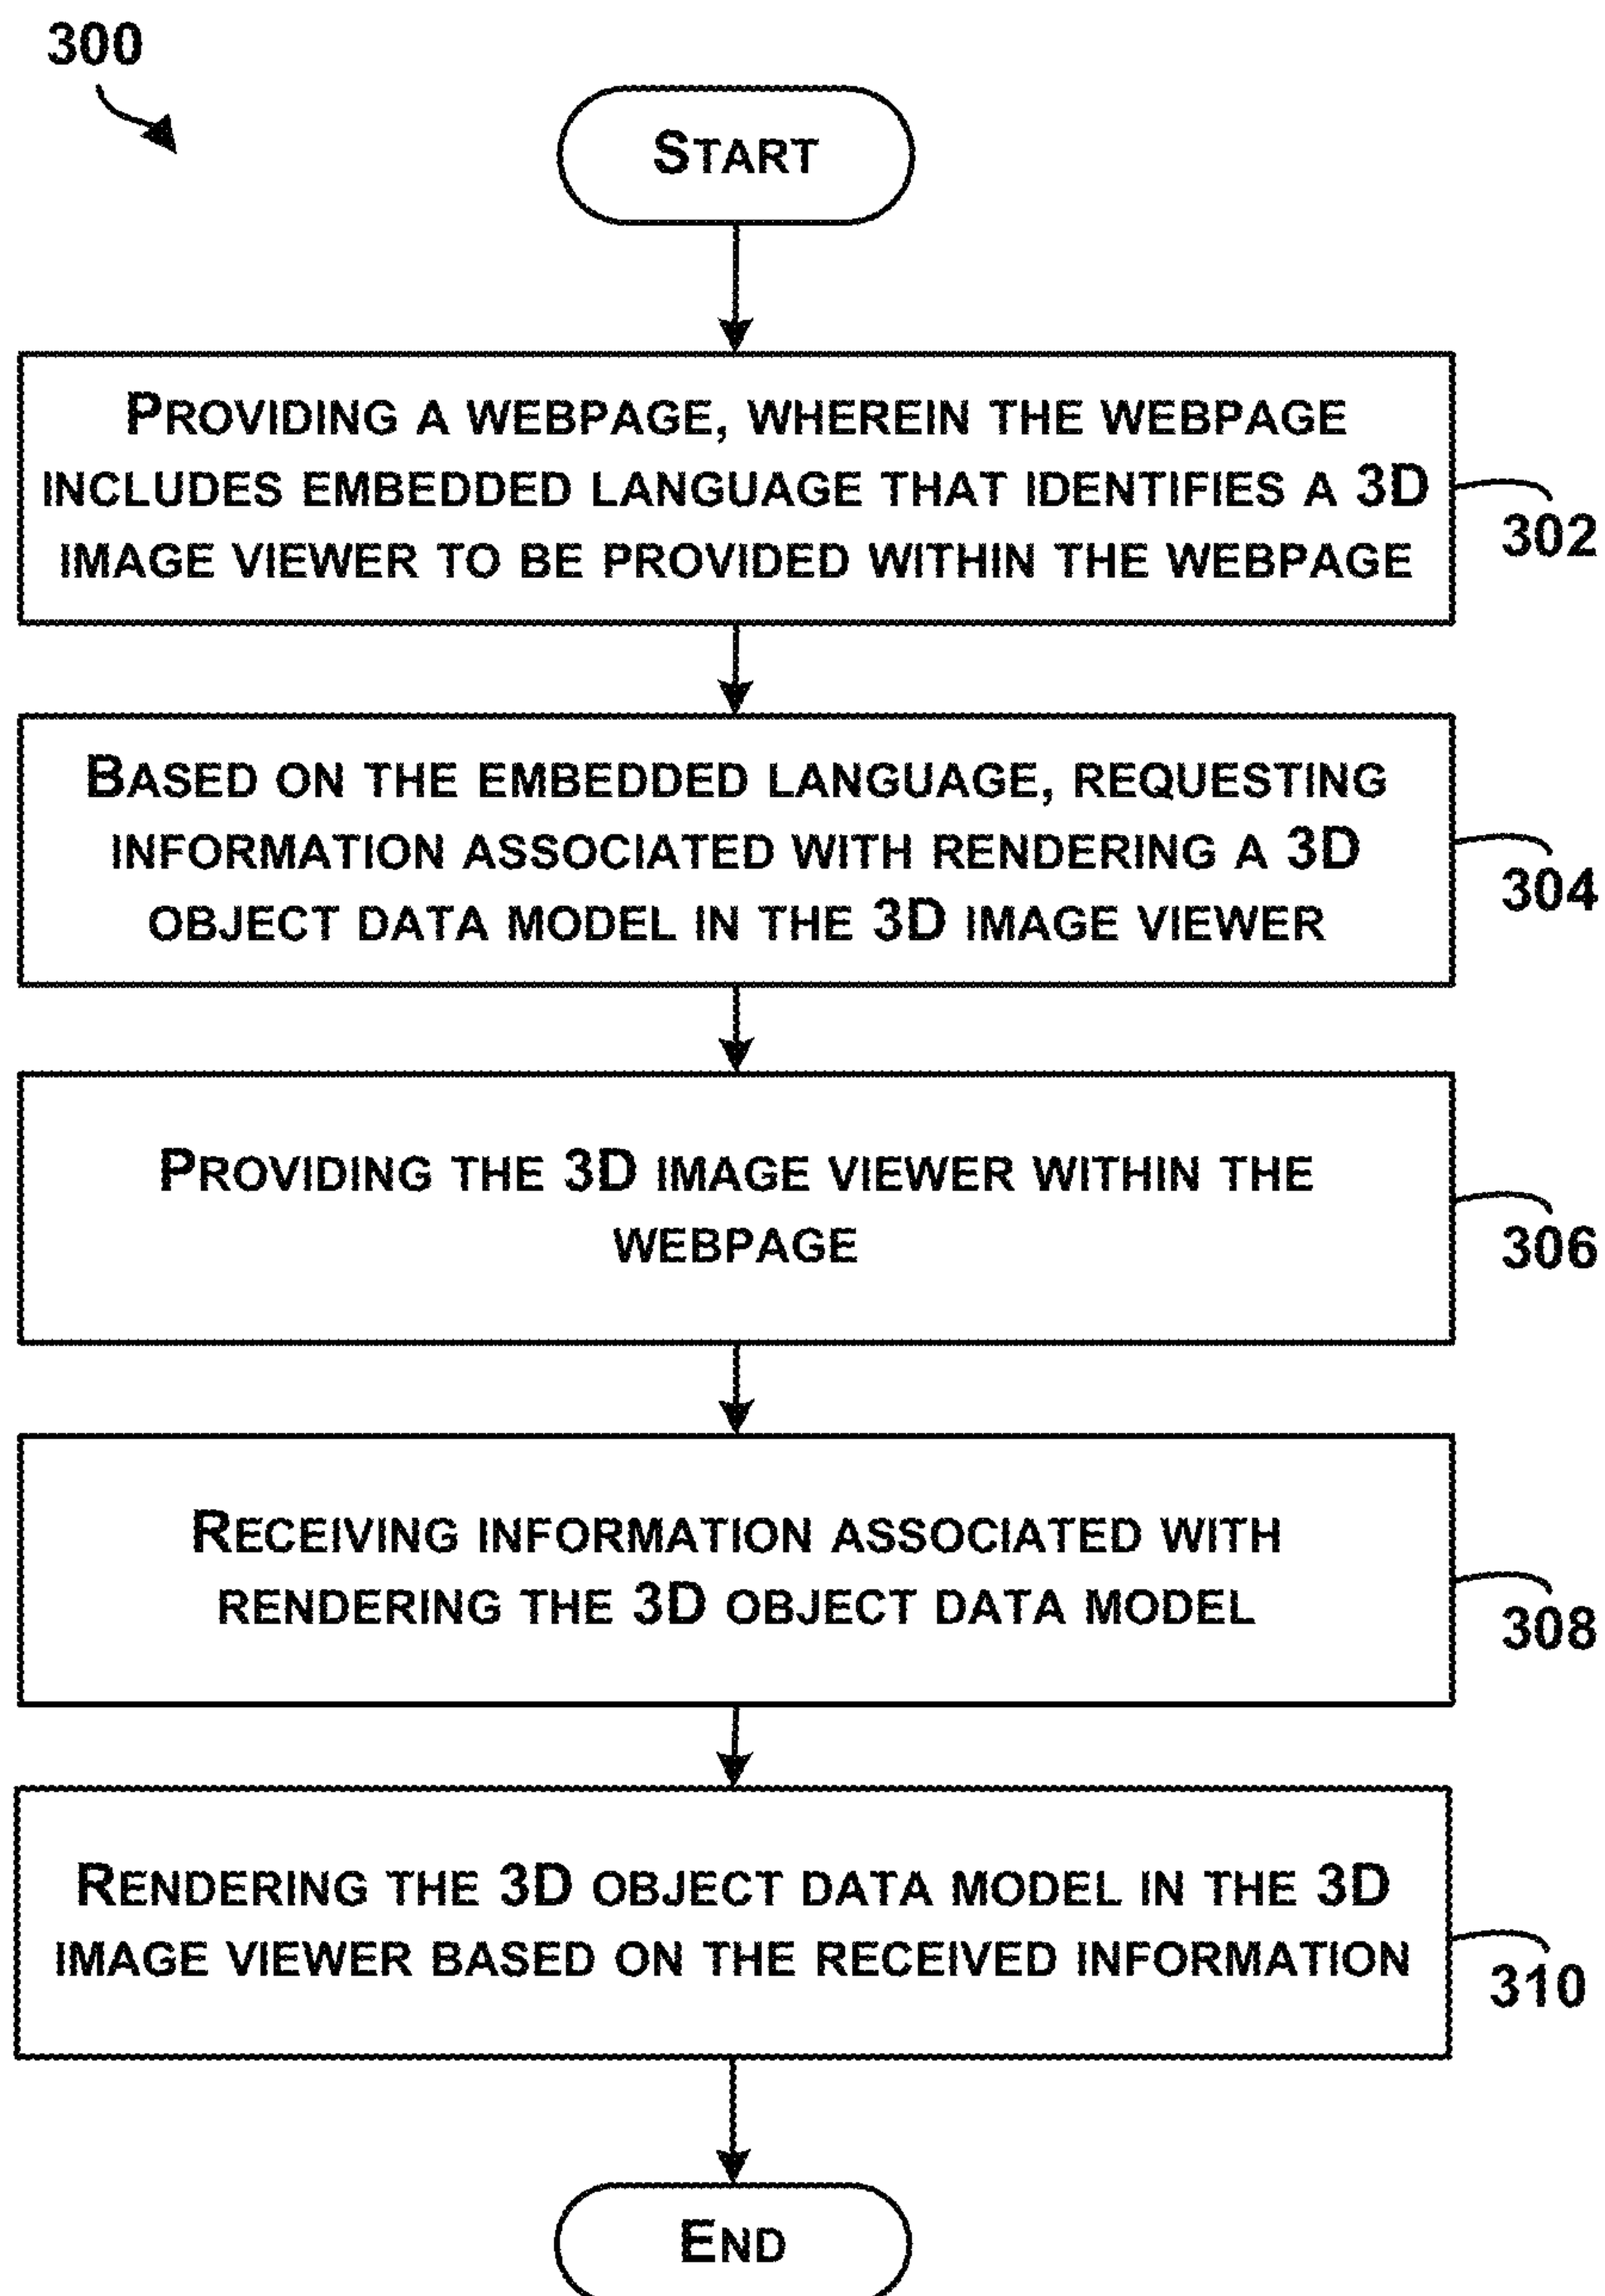 300
START
PROVIDING A WEBPAGE, WHEREIN THE WEBPAGE
INCLUDES EMBEDDED LANGUAGE THAT IDENTIFIES A 3D
IMAGE VIEWER TO BE PROVIDED WITHIN THE WEBPAGE
302
BASED ON THE EMBEDDED LANGUAGE, REQUESTING
INFORMATION ASSOCIATED WITH RENDERING A 3D
OBJECT DATA MODEL IN THE 3D IMAGE VIEWER
304
PROVIDING THE 3D IMAGE VIEWER WITHIN THE
WEBPAGE
306
RECEIVING INFORMATION ASSOCIATED WITH
RENDERING THE 3D OBJECT DATA MODEL
308
RENDERING THE 3D OBJECT DATA MODEL IN THE 3D
IMAGE VIEWER BASED ON THE RECEIVED INFORMATION
310
END